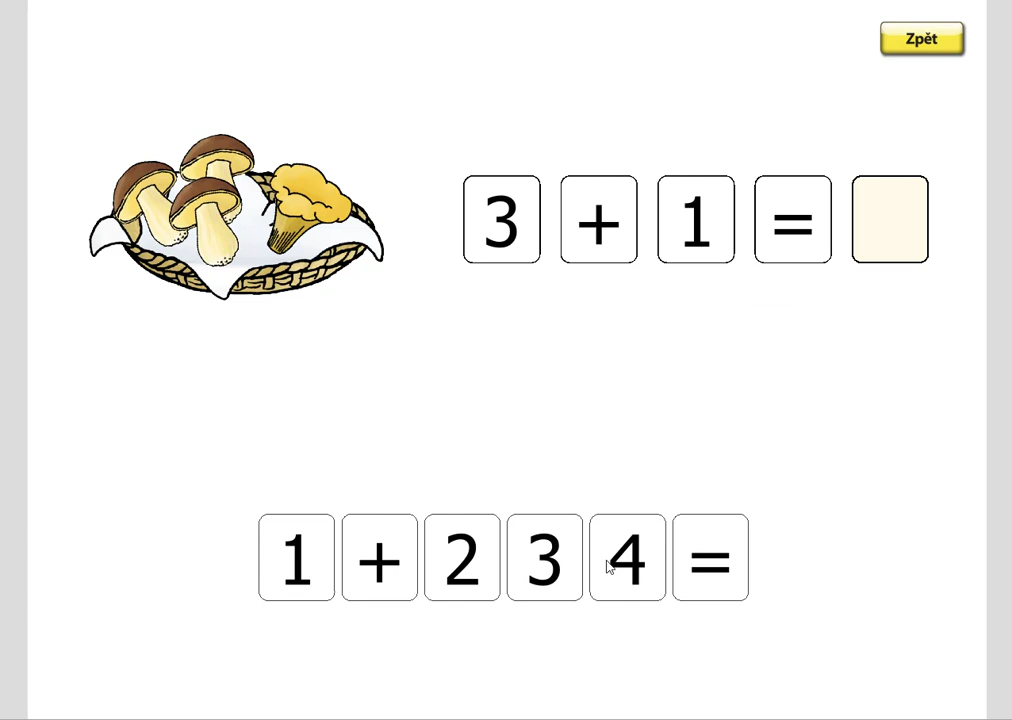 Zpět
3 + 1 =
1 + 2 3 4 =